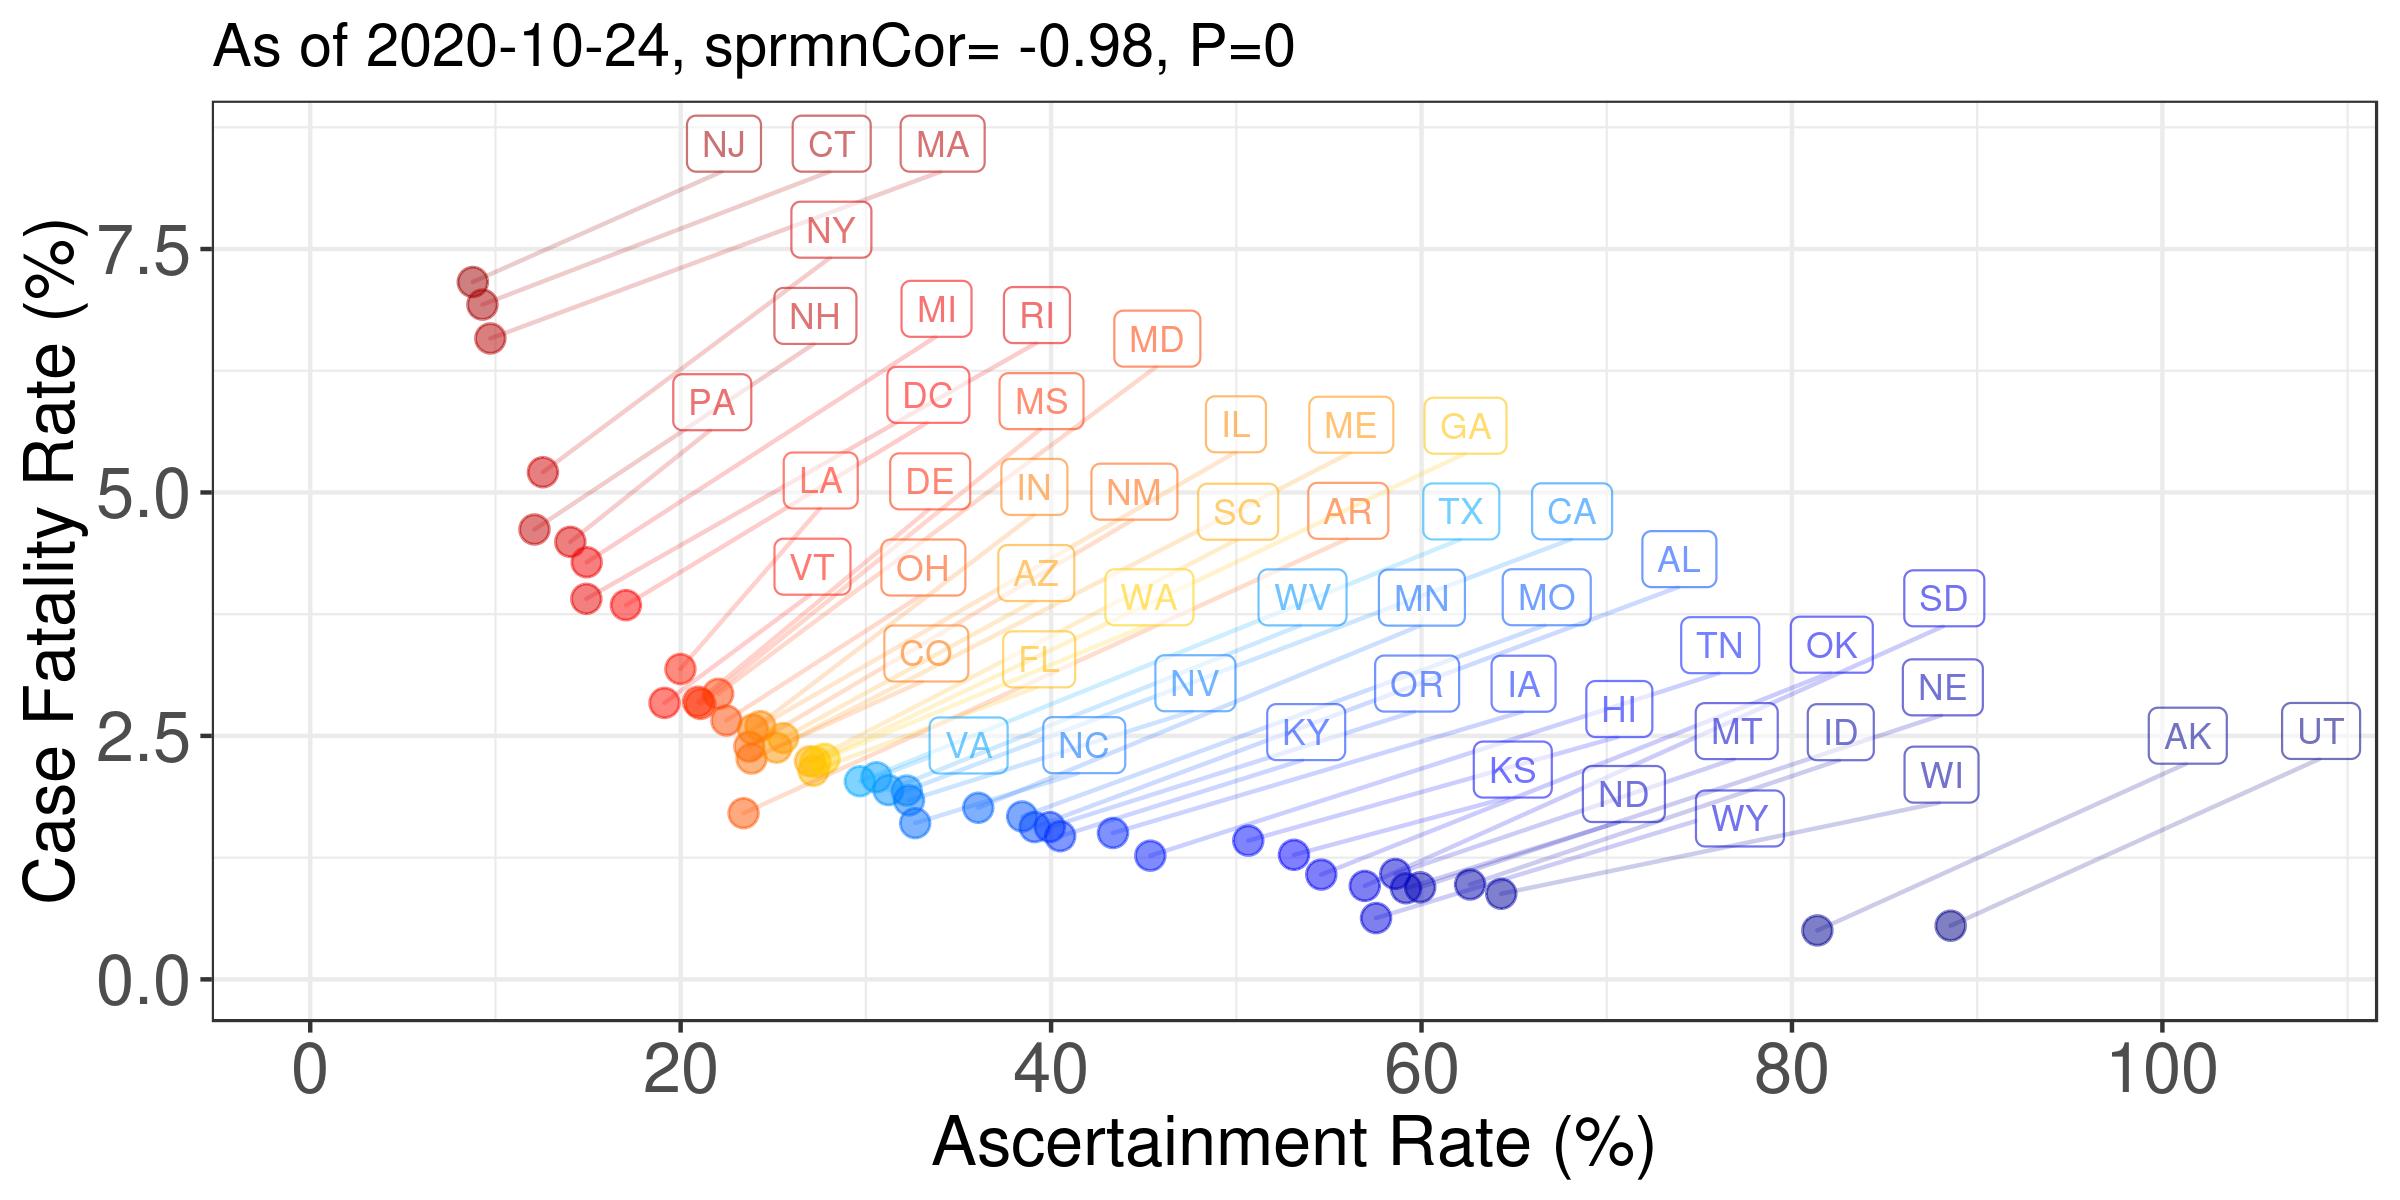 As of 2020-10-24, sprmnCor= -0.98, P=0
Case Fatality Rate (%)
7.5
5.0
2.5
0.0
NJ CT MA
NY
NH MI RI MD
PA DC MS IL ME GA
LA DE IN NM SC AR TX CA
VT OH AZ WA WV MN MO AL SD
CO FL NV OR IA TN OK NE
VA NC KY KS HI MT ID AK UT
ND WY WI
0 20 40 60 80 100
Ascertainment Rate (%)